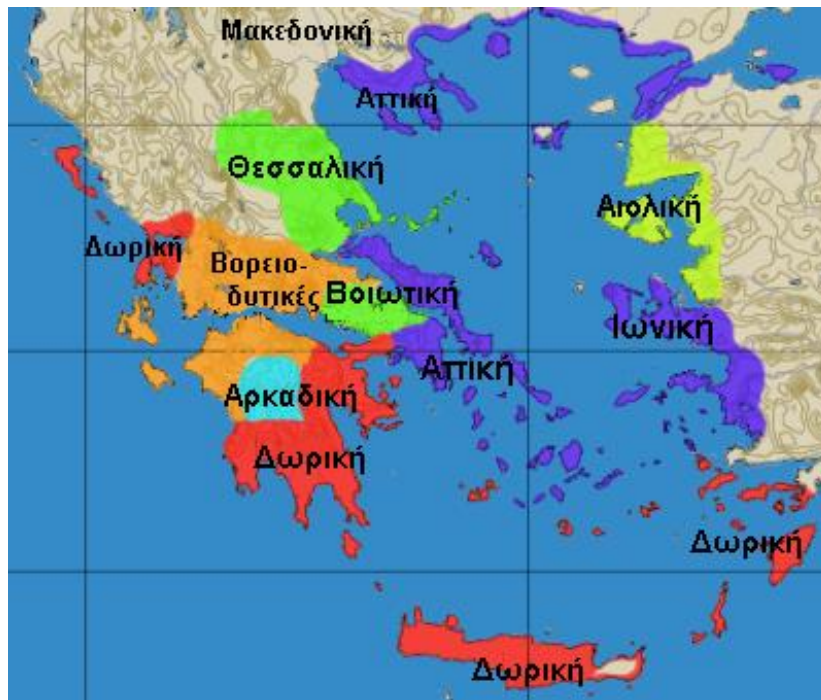 Μακεδονική
Αττική
Θεσσαλική
Αιολική
Δωρική
Βορειο-
δυτικές
Βοιωτική
Ιωνική
Αττική
Αρκαδική
Δωρική
Δωρική
Δωρική